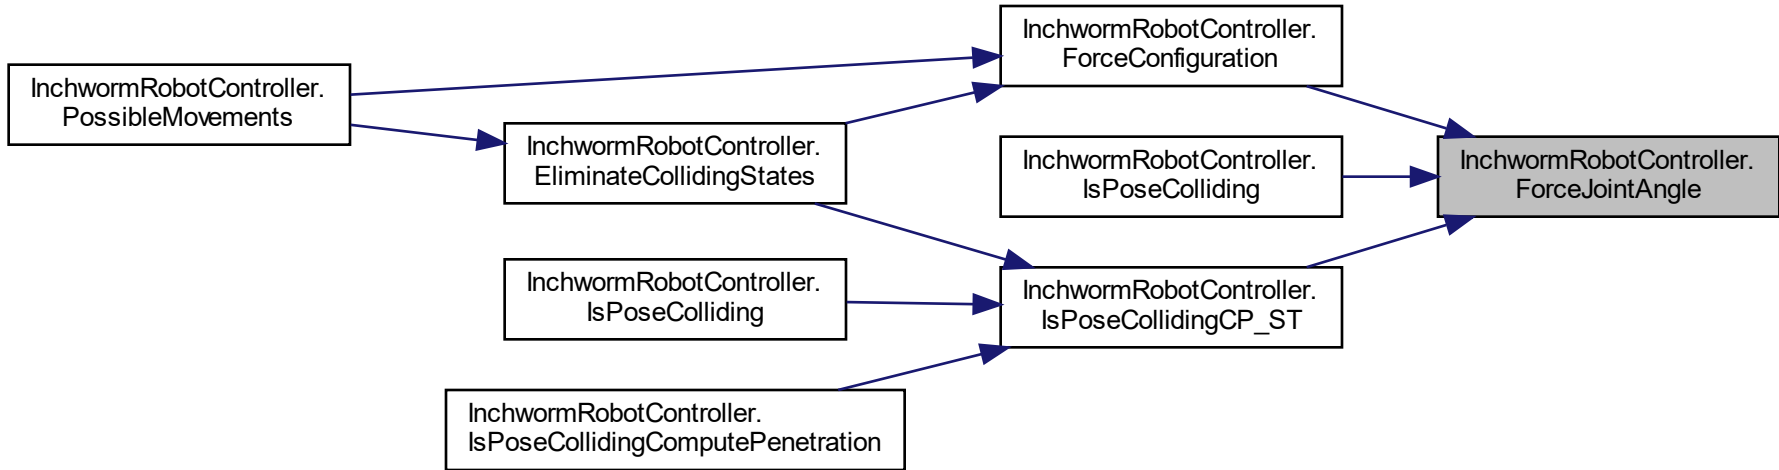 InchwormRobotController.
PossibleMovements
InchwormRobotController.
EliminateCollidingStates
InchwormRobotController.
IsPoseColliding
InchwormRobotController.
IsPoseCollidingComputePenetration
InchwormRobotController.
ForceConfiguration
InchwormRobotController.
IsPoseColliding
InchwormRobotController.
IsPoseCollidingCP_ST
InchwormRobotController.
ForceJointAngle